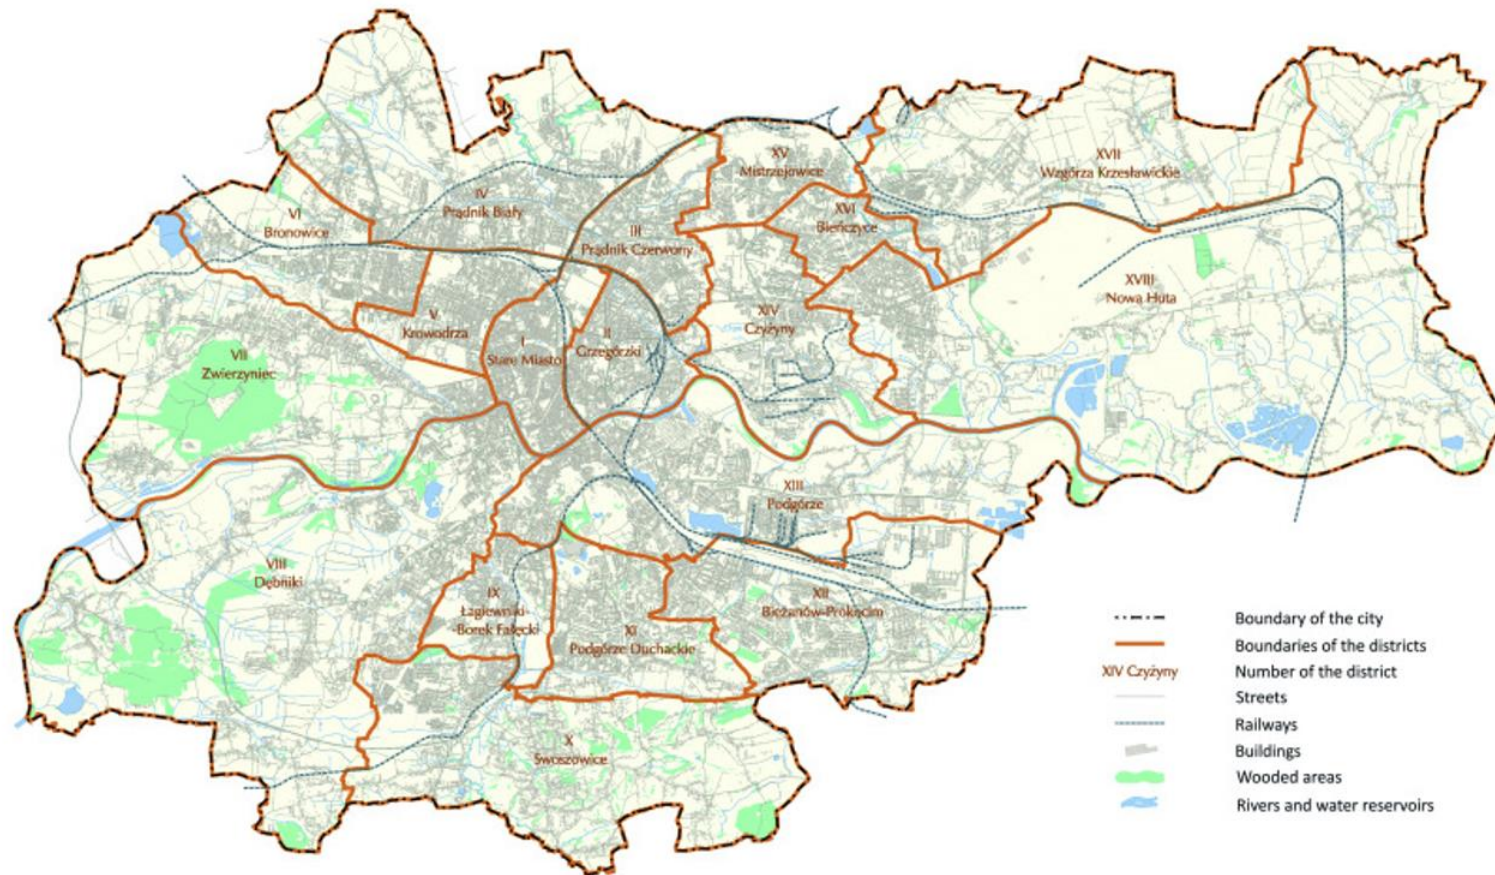 XV
Mistrzejowice
XVII
Wzgórza Krzesławickie
IV
Prądnik Biały
VI
Bronowice
III
Prądnik Czerwony
XVI
Bieńczyce
XVIII
Nowa Huta
V
Krowodrza
I
Stare Miasto
II
Grzegórzki
XIV
Czyżyny
VII
Zwierzyniec
XIII
Podgórze
VIII
Dębniki
IX
Łagiewniki-
-Borek Fałęcki
XI
Podgórze Duchackie
XII
Bieżanów-Prokocim
X
Swoszowice
Boundary of the city
Boundaries of the districts
XIV Czyżyny Number of the district
Streets
Railways
Buildings
Wooded areas
Rivers and water reservoirs